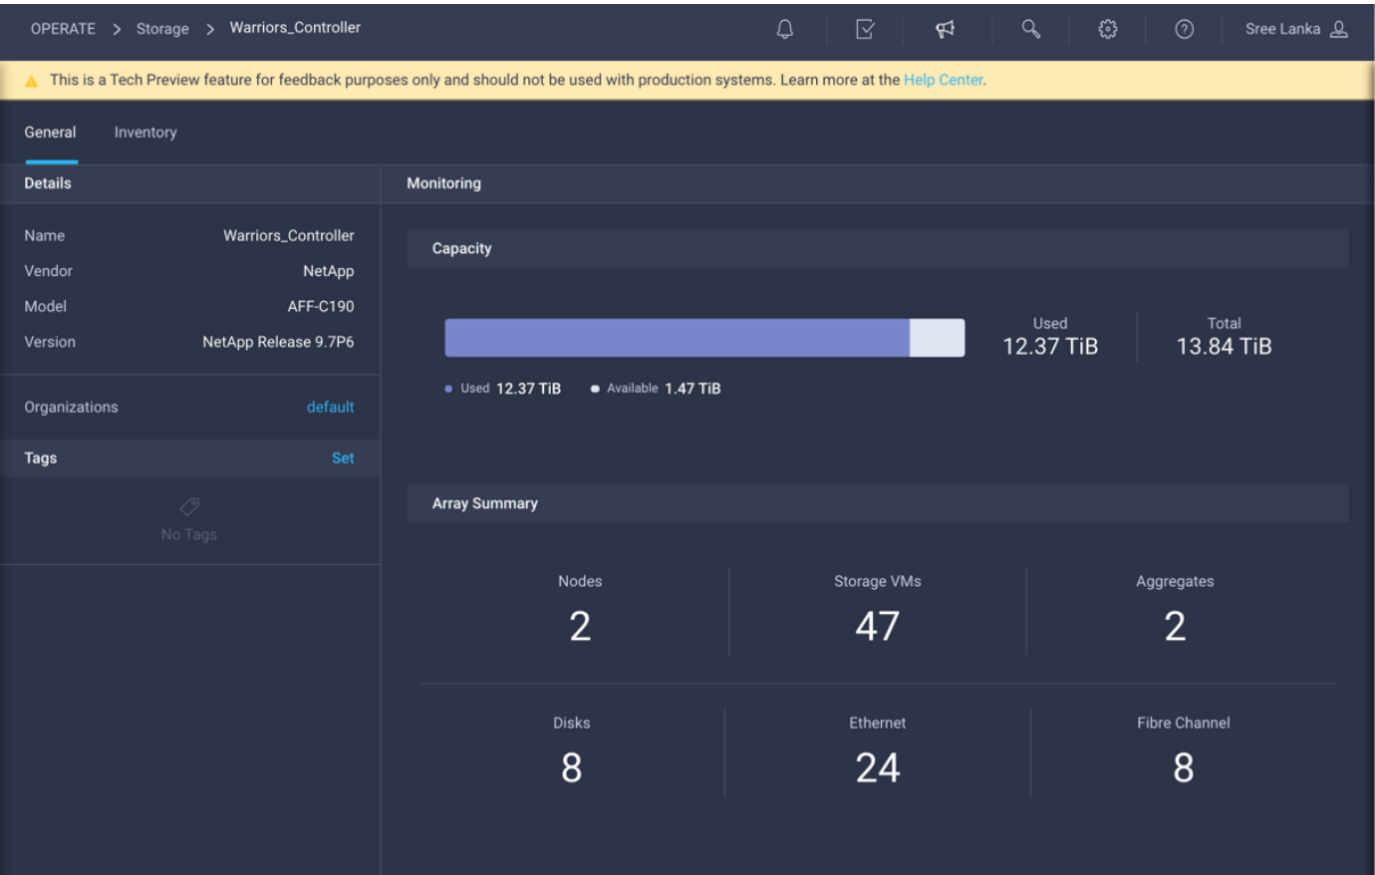 OPERATE > Storage > Warriors_Controller
Sree Lanka
This is a Tech Preview feature for feedback purposes only and should not be used with production systems. Learn more at the Help Center.
General Inventory
Details
Name Warriors_Controller
Vendor NetApp
Model AFF-C190
Version NetApp Release 9.7P6
Organizations default
Tags Set
No Tags
Monitoring
Capacity
Used Total
12.37 TiB 13.84 TiB
Used 12.37 TiB Available 1.47 TiB
Array Summary
Nodes Storage VMs Aggregates
2 47 2
Disks Ethernet Fibre Channel
8 24 8